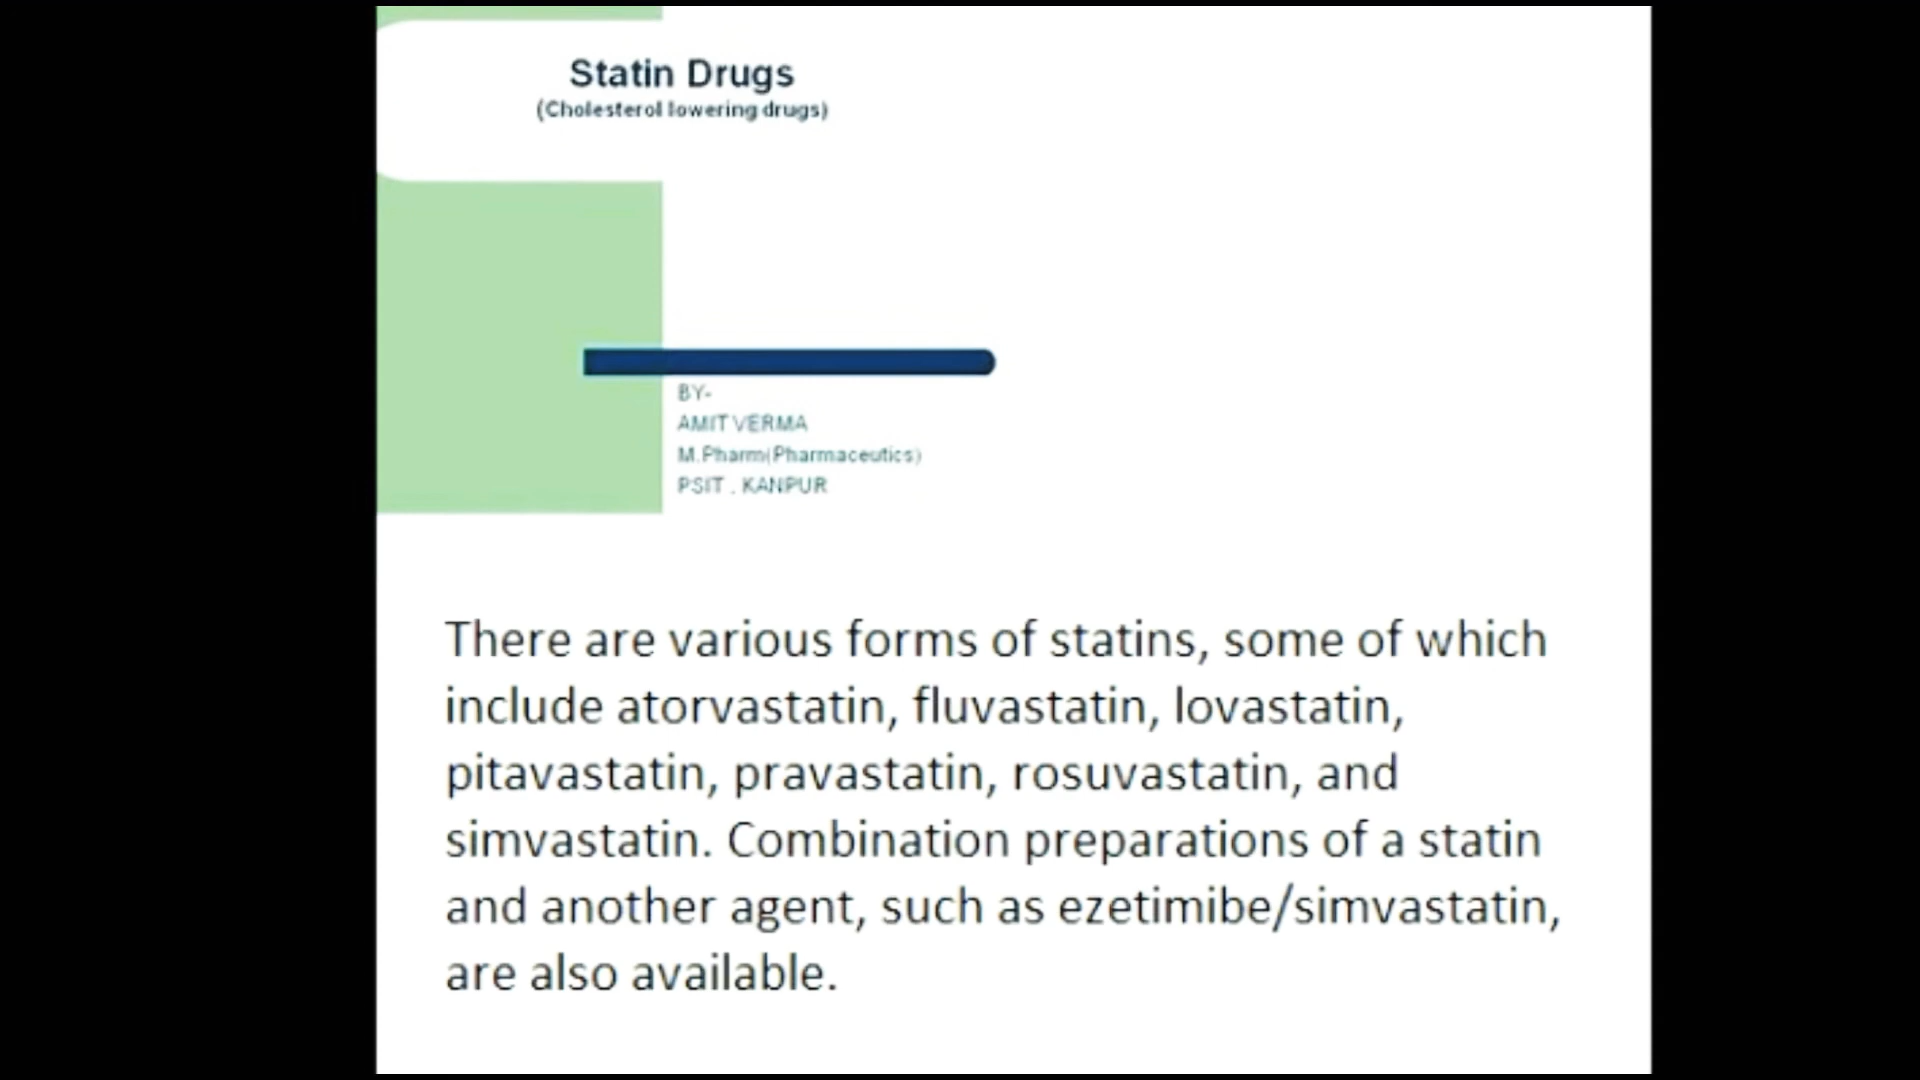 Statin Drugs
(Cholesterol lowering drugs)
BY-
AMIT VERMA
M.Pharm(Pharmaceutics)
PSIT . KANPUR
There are various forms of statins, some of which
include atorvastatin, fluvastatin, lovastatin,
pitavastatin, pravastatin, rosuvastatin, and
simvastatin. Combination preparations of a statin
and another agent, such as ezetimibe/simvastatin,
are also available.